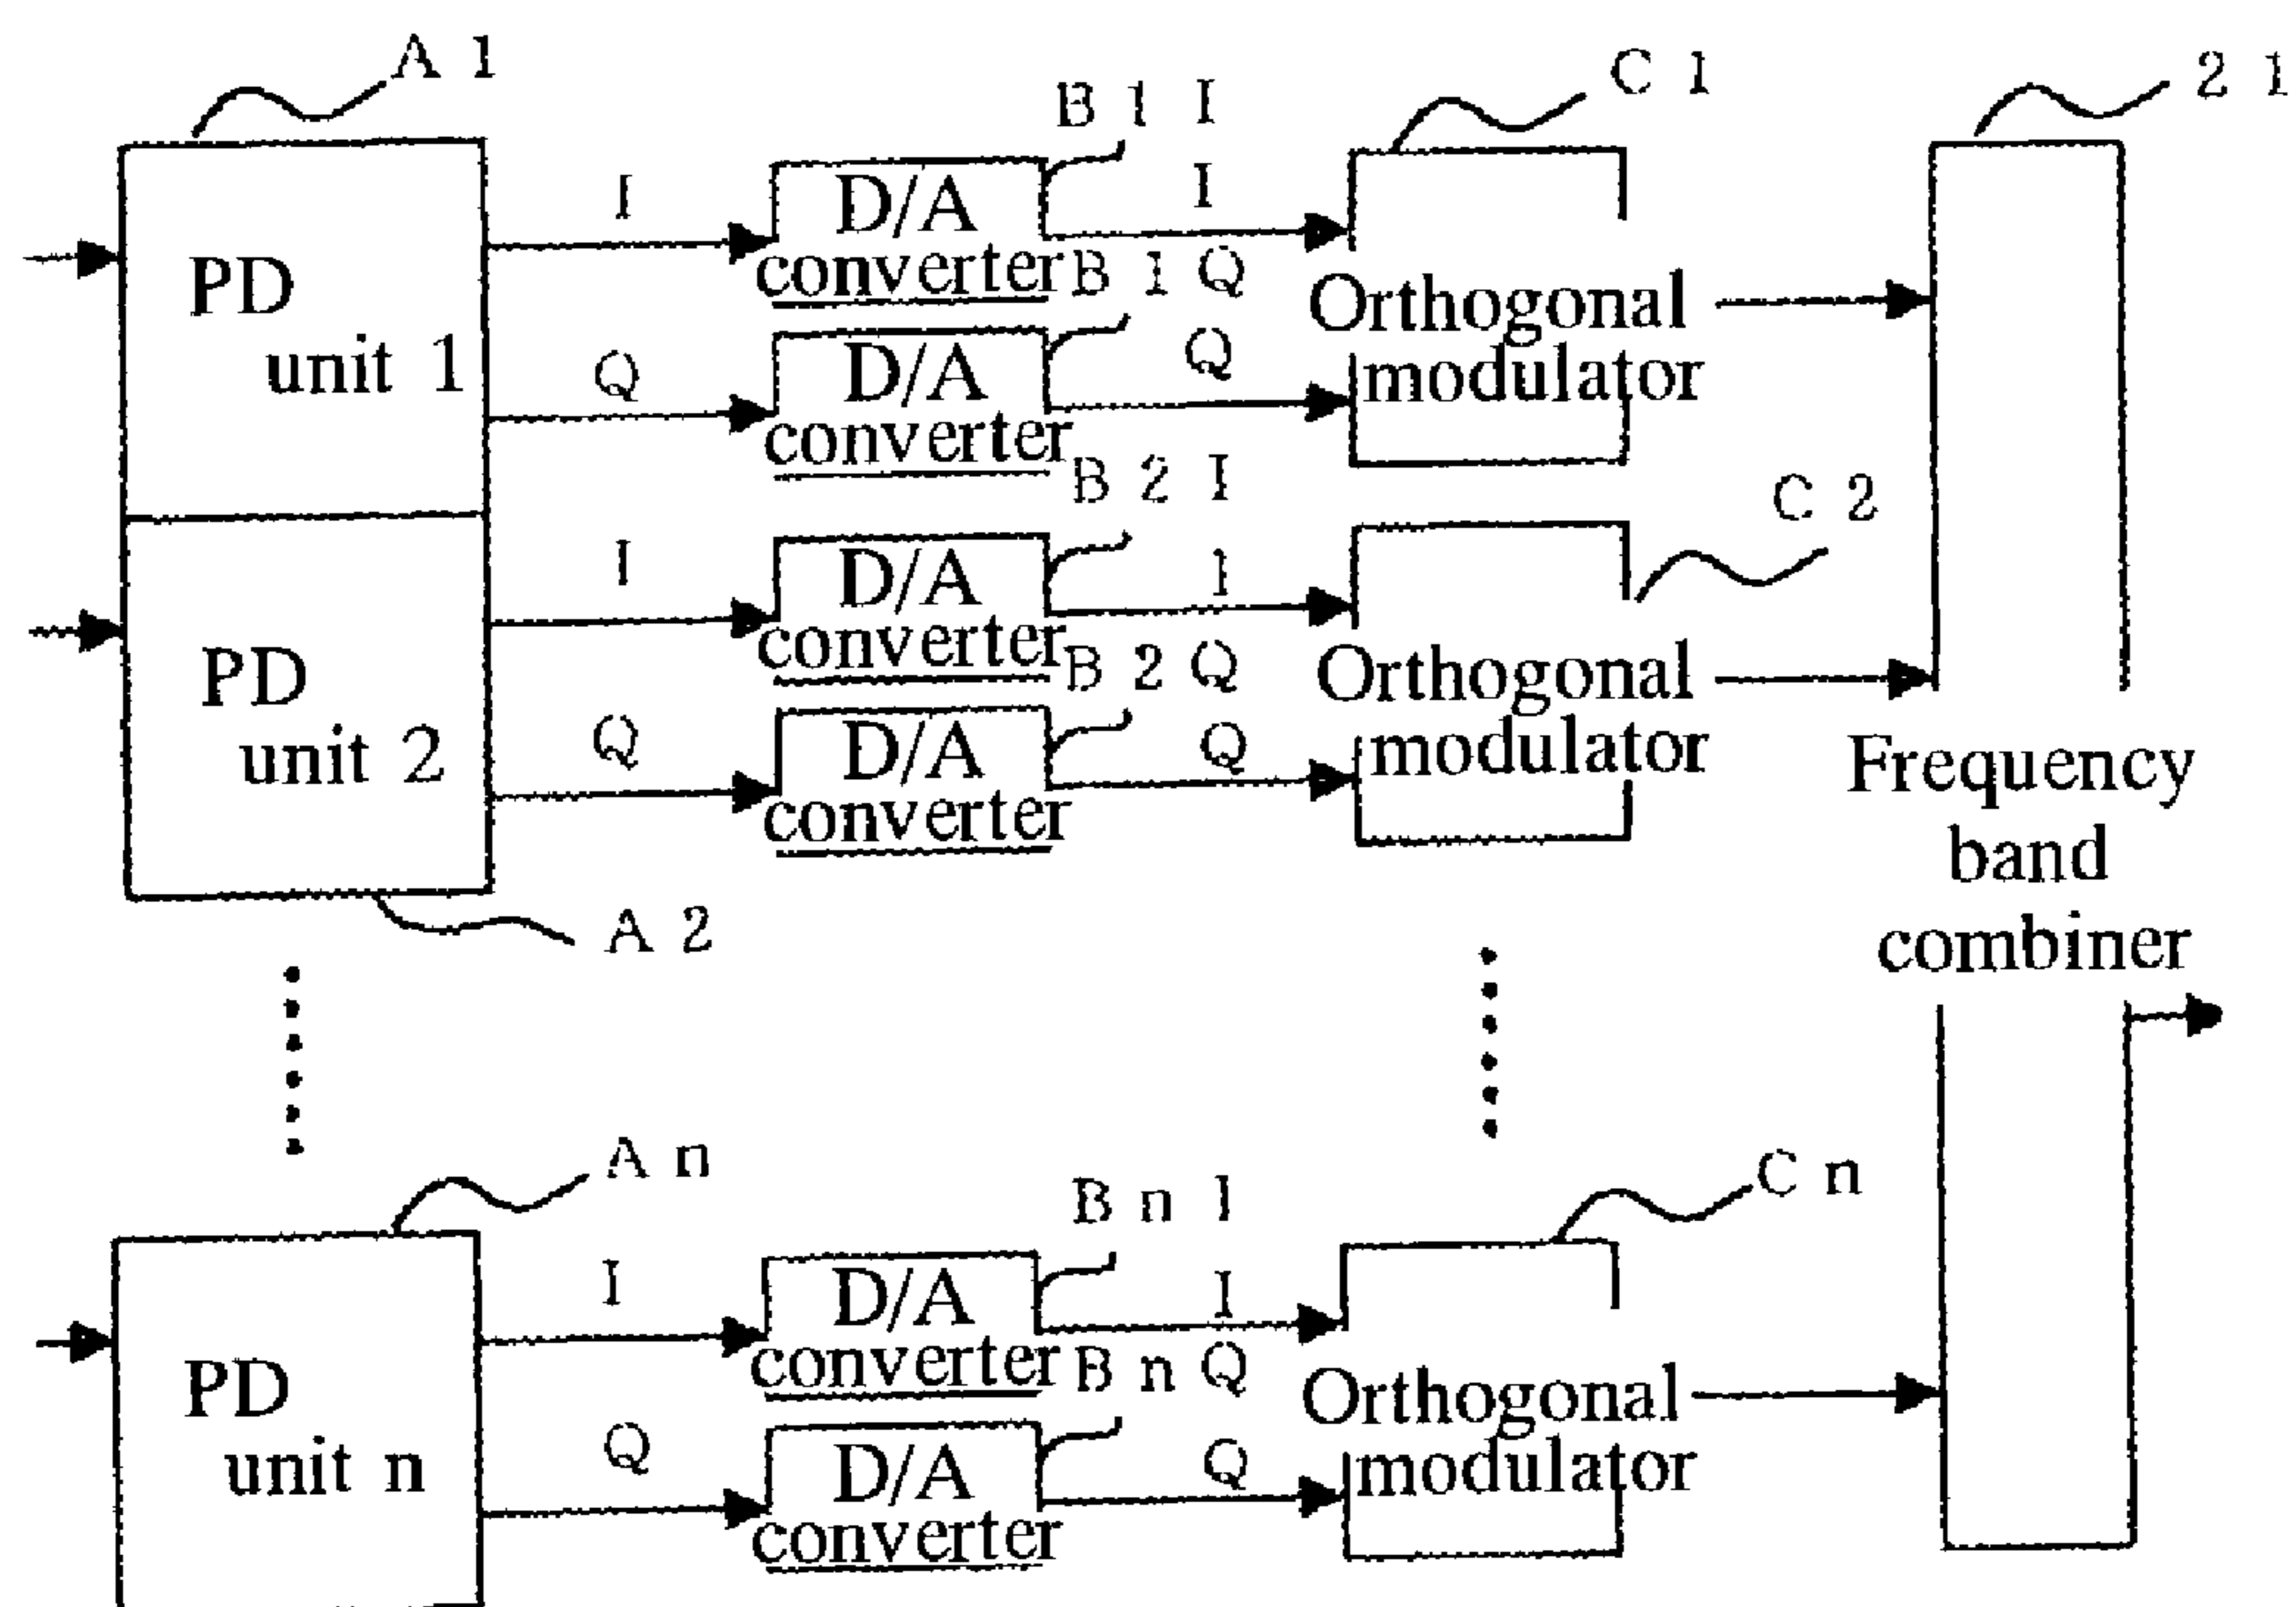 A 1
C 1
2 1
B 1 I
I
D/A
converter
I
PD
unit 1
B 1 Q
Q
D/A
converter
Q
Orthogonal
modulator
B 2 I
C 2
I
D/A
converter
I
PD
unit 2
B 2 Q
Q
D/A
converter
Q
Orthogonal
modulator
Frequency
band
combiner
A 2
A n
B n I
C n
I
D/A
converter
I
PD
unit n
B n Q
Q
D/A
converter
Q
Orthogonal
modulator